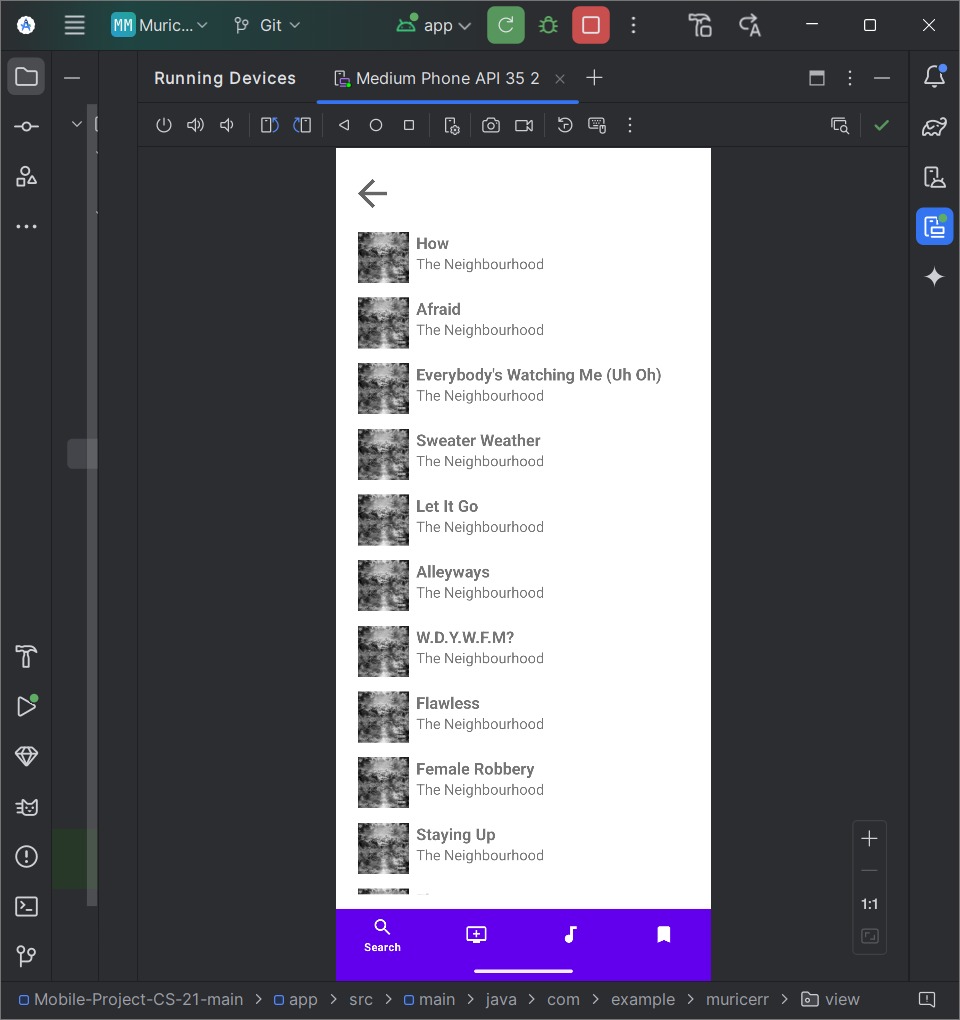 MM Muric... Git app
Running Devices Medium Phone API 35 2
How
The Neighbourhood
Afraid
The Neighbourhood
Everybody's Watching Me (Uh Oh)
The Neighbourhood
Sweater Weather
The Neighbourhood
Let It Go
The Neighbourhood
Alleyways
The Neighbourhood
W.D.Y.W.F.M?
The Neighbourhood
Flawless
The Neighbourhood
Female Robbery
The Neighbourhood
Staying Up
The Neighbourhood
1:1
Search
Mobile-Project-CS-21-main > app > src > main > java > com > example > muricerr > view